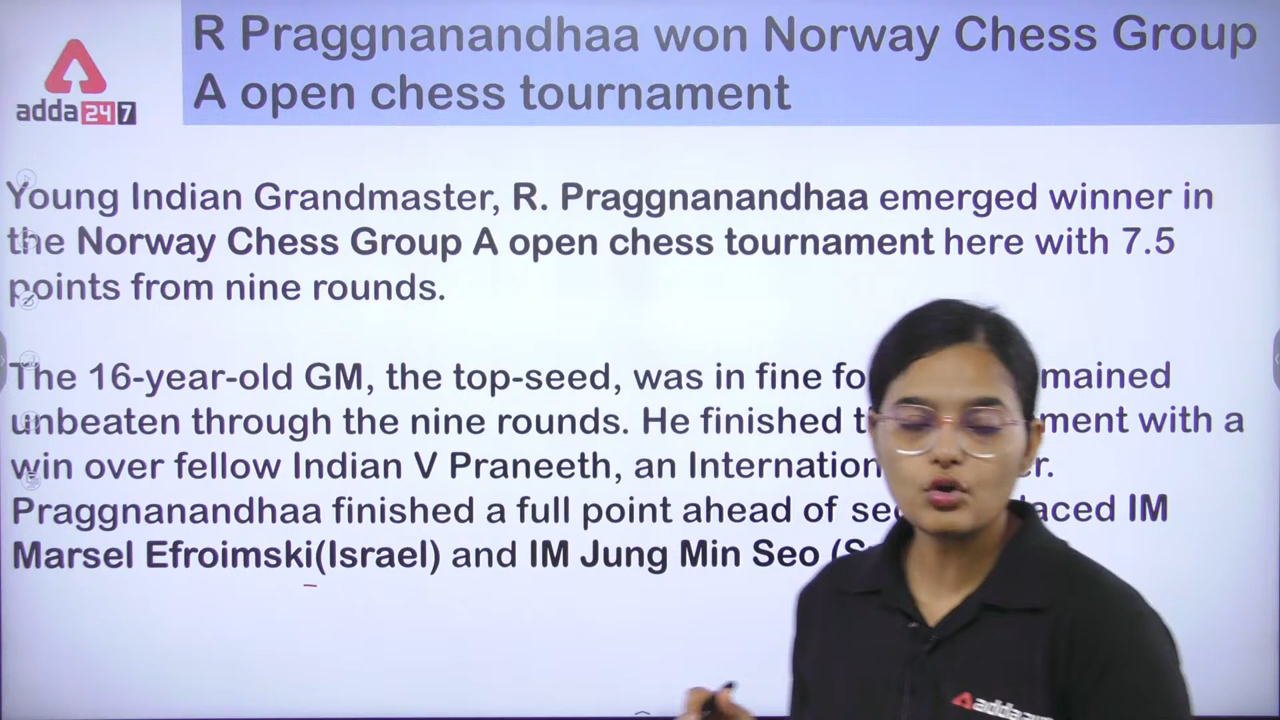 R Praggnanandhaa won Norway Chess Group
A open chess tournament
adda 24 7
Young Indian Grandmaster, R. Praggnanandhaa emerged winner in
the Norway Chess Group A open chess tournament here with 7.5
points from nine rounds.
The 16-year-old GM, the top-seed, was in fine fo mained
unbeaten through the nine rounds. He finished t ment with a
win over fellow Indian V Praneeth, an Internation r.
Praggnanandhaa finished a full point ahead of se aced IM
Marsel Efroimski(Israel) and IM Jung Min Seo (S
adda